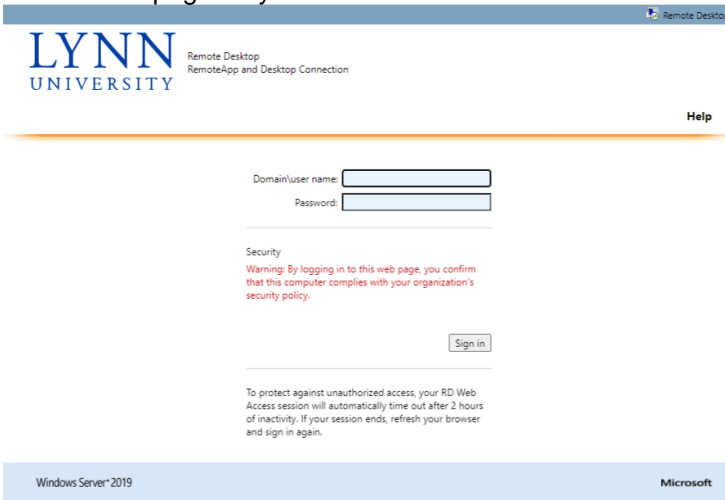 Remote Desktop
LYNN
UNIVERSITY
Remote Desktop
RemoteApp and Desktop Connection
Help
Domain\user name:
Password:
Security
Warning: By logging in to this web page, you confirm
that this computer complies with your organization's
security policy.
Sign in
To protect against unauthorized access, your RD Web
Access session will automatically time out after 2 hours
of inactivity. If your session ends, refresh your browser
and sign in again.
Windows Server 2019
Microsoft